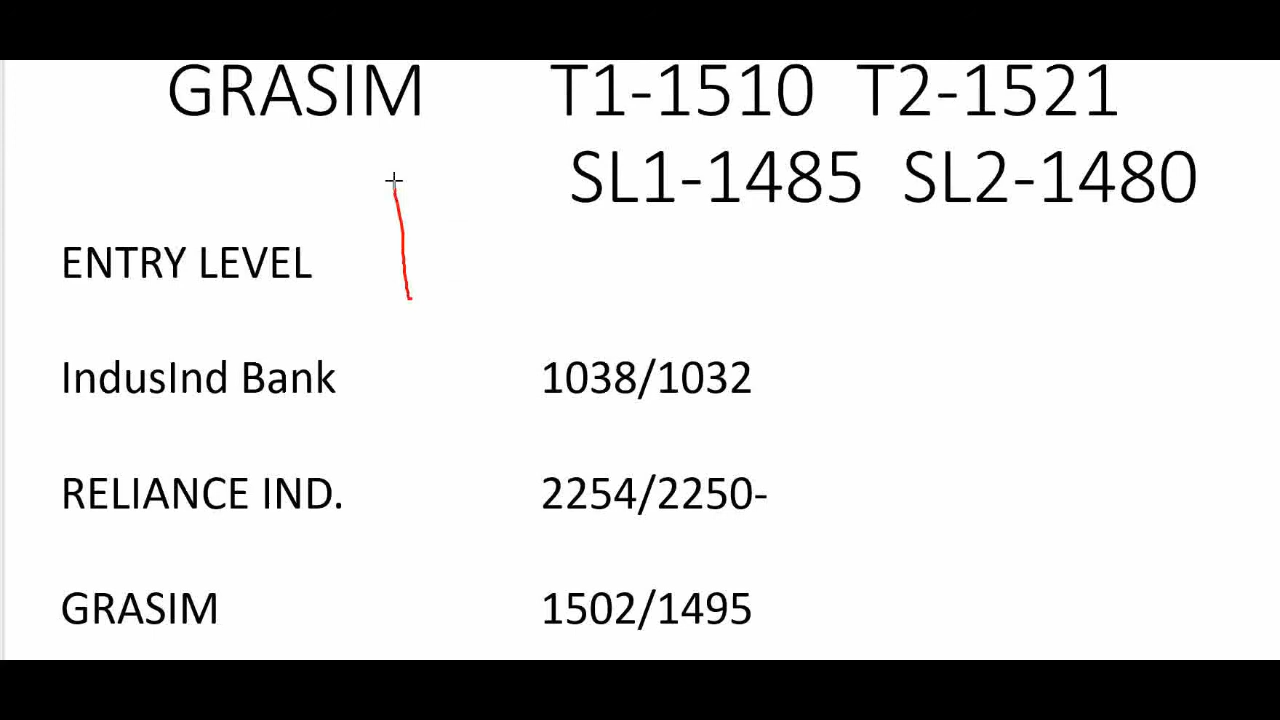 GRASIM T1-1510 T2-1521
SL1-1485 SL2-1480
ENTRY LEVEL
IndusInd Bank 1038/1032
RELIANCE IND. 2254/2250-
GRASIM 1502/1495